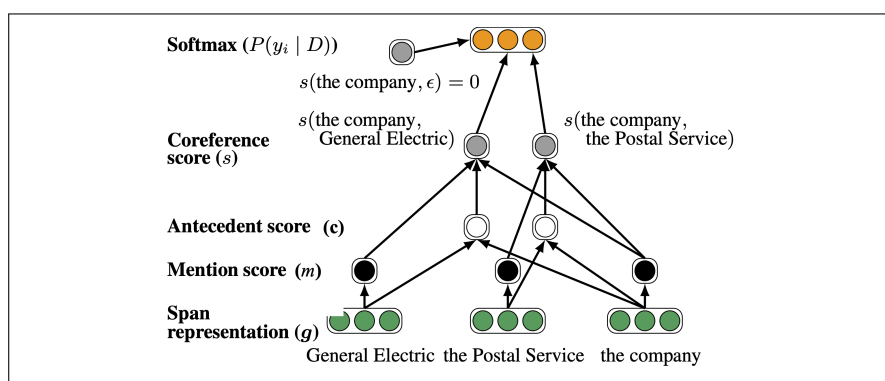 Softmax (P(y_i | D))
s(the company, ϵ) = 0
s(the company,
General Electric)
s(the company,
the Postal Service)
Coreference
score (s)
Antecedent score (c)
Mention score (m)
Span
representation (g)
General Electric the Postal Service the company